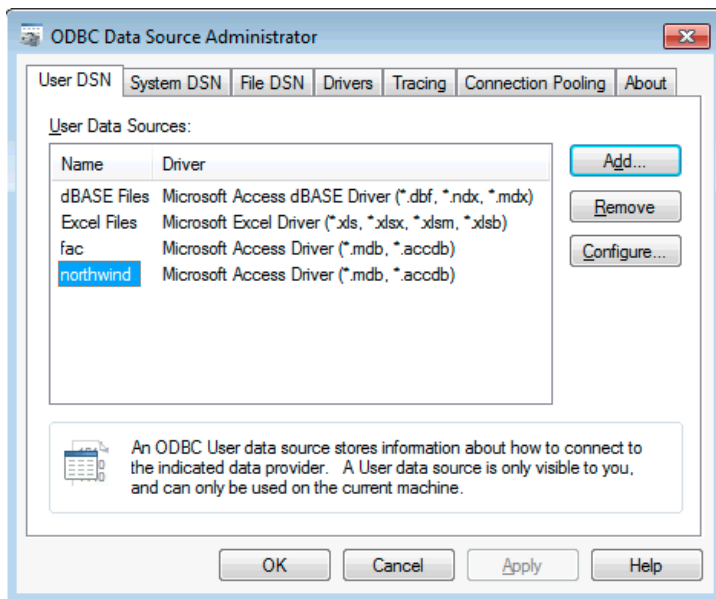 ODBC Data Source Administrator
User DSN System DSN File DSN Drivers Tracing Connection Pooling About
User Data Sources:
Name Driver
dBASE Files Microsoft Access dBASE Driver (*.dbf, *.ndx, *.mdx)
Excel Files Microsoft Excel Driver (*.xls, *.xlsx, *.xlsm, *.xlsb)
fac Microsoft Access Driver (*.mdb, *.accdb)
northwind Microsoft Access Driver (*.mdb, *.accdb)
Add...
Remove
Configure...
An ODBC User data source stores information about how to connect to
the indicated data provider. A User data source is only visible to you,
and can only be used on the current machine.
OK Cancel Apply Help